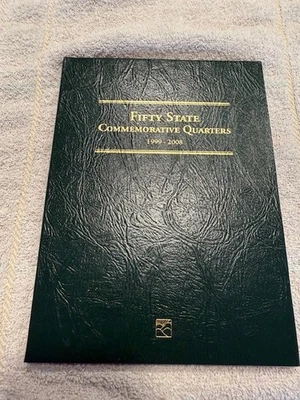 FIFTY STATE
COMMEMORATIVE QUARTERS
1999 - 2008